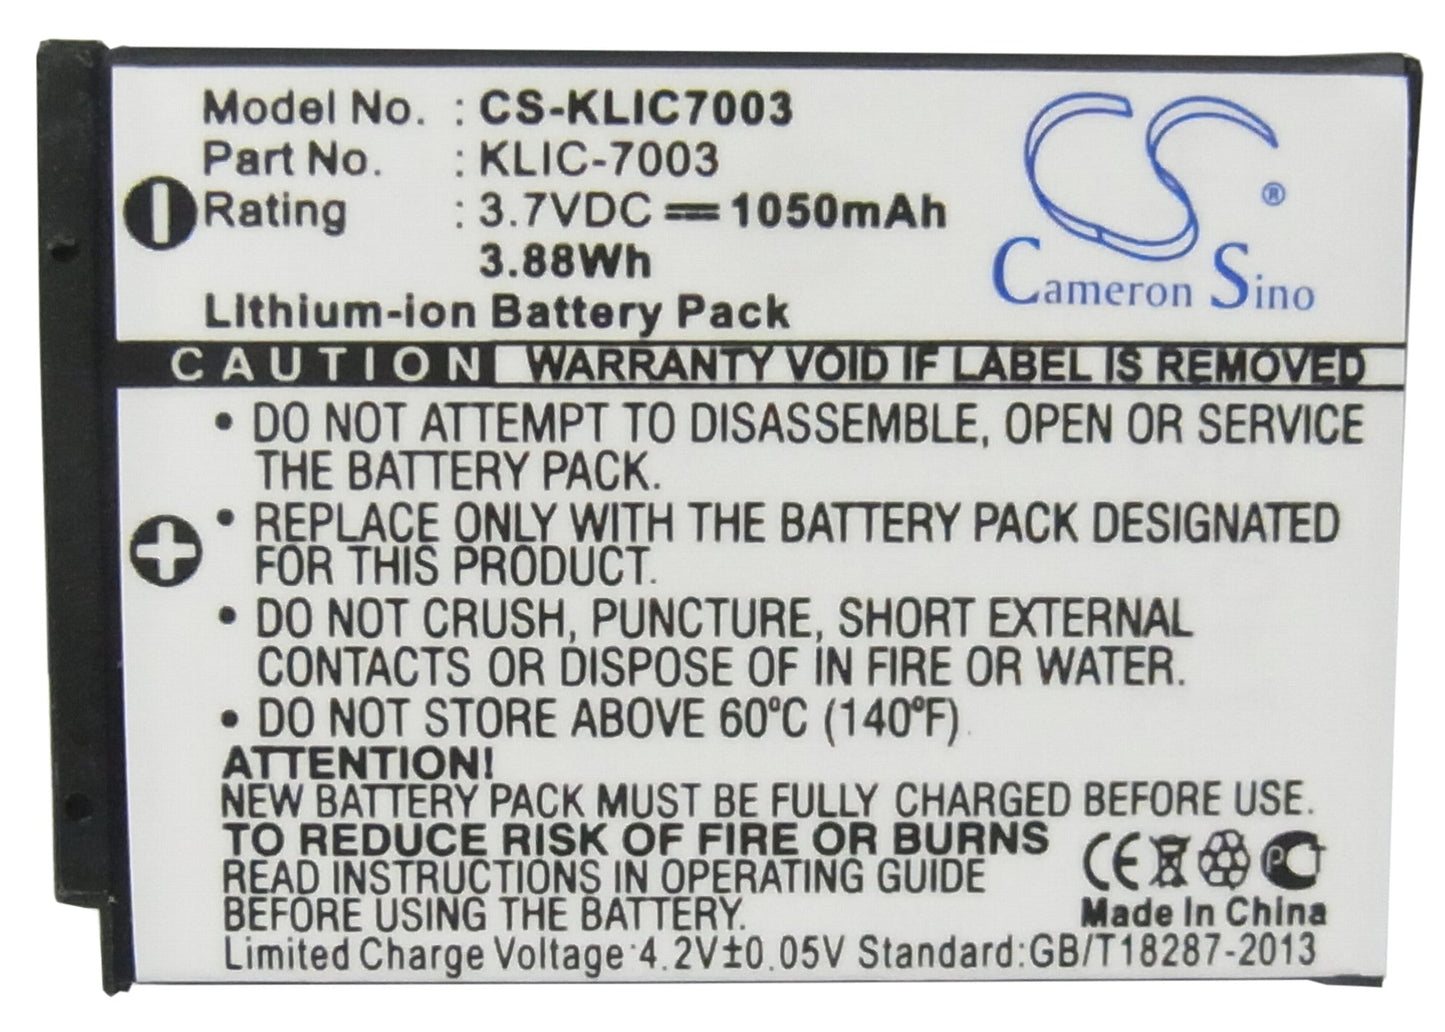 Model No. : CS-KLIC7003
Part No. : KLIC-7003
Rating : 3.7VDC ⎓ 1050mAh
3.88Wh
Lithium-ion Battery Pack
CS ®
Cameron Sino
CAUTION WARRANTY VOID IF LABEL IS REMOVED
• DO NOT ATTEMPT TO DISASSEMBLE, OPEN OR SERVICE
THE BATTERY PACK.
• REPLACE ONLY WITH THE BATTERY PACK DESIGNATED
FOR THIS PRODUCT.
• DO NOT CRUSH, PUNCTURE, SHORT EXTERNAL
CONTACTS OR DISPOSE OF IN FIRE OR WATER.
• DO NOT STORE ABOVE 60°C (140°F).
ATTENTION!
NEW BATTERY PACK MUST BE FULLY CHARGED BEFORE USE.
TO REDUCE RISK OF FIRE OR BURNS
READ INSTRUCTIONS IN OPERATING GUIDE
BEFORE USING THE BATTERY.
CE PCT
Made In China
Limited Charge Voltage:4.2V±0.05V Standard:GB/T18287-2013